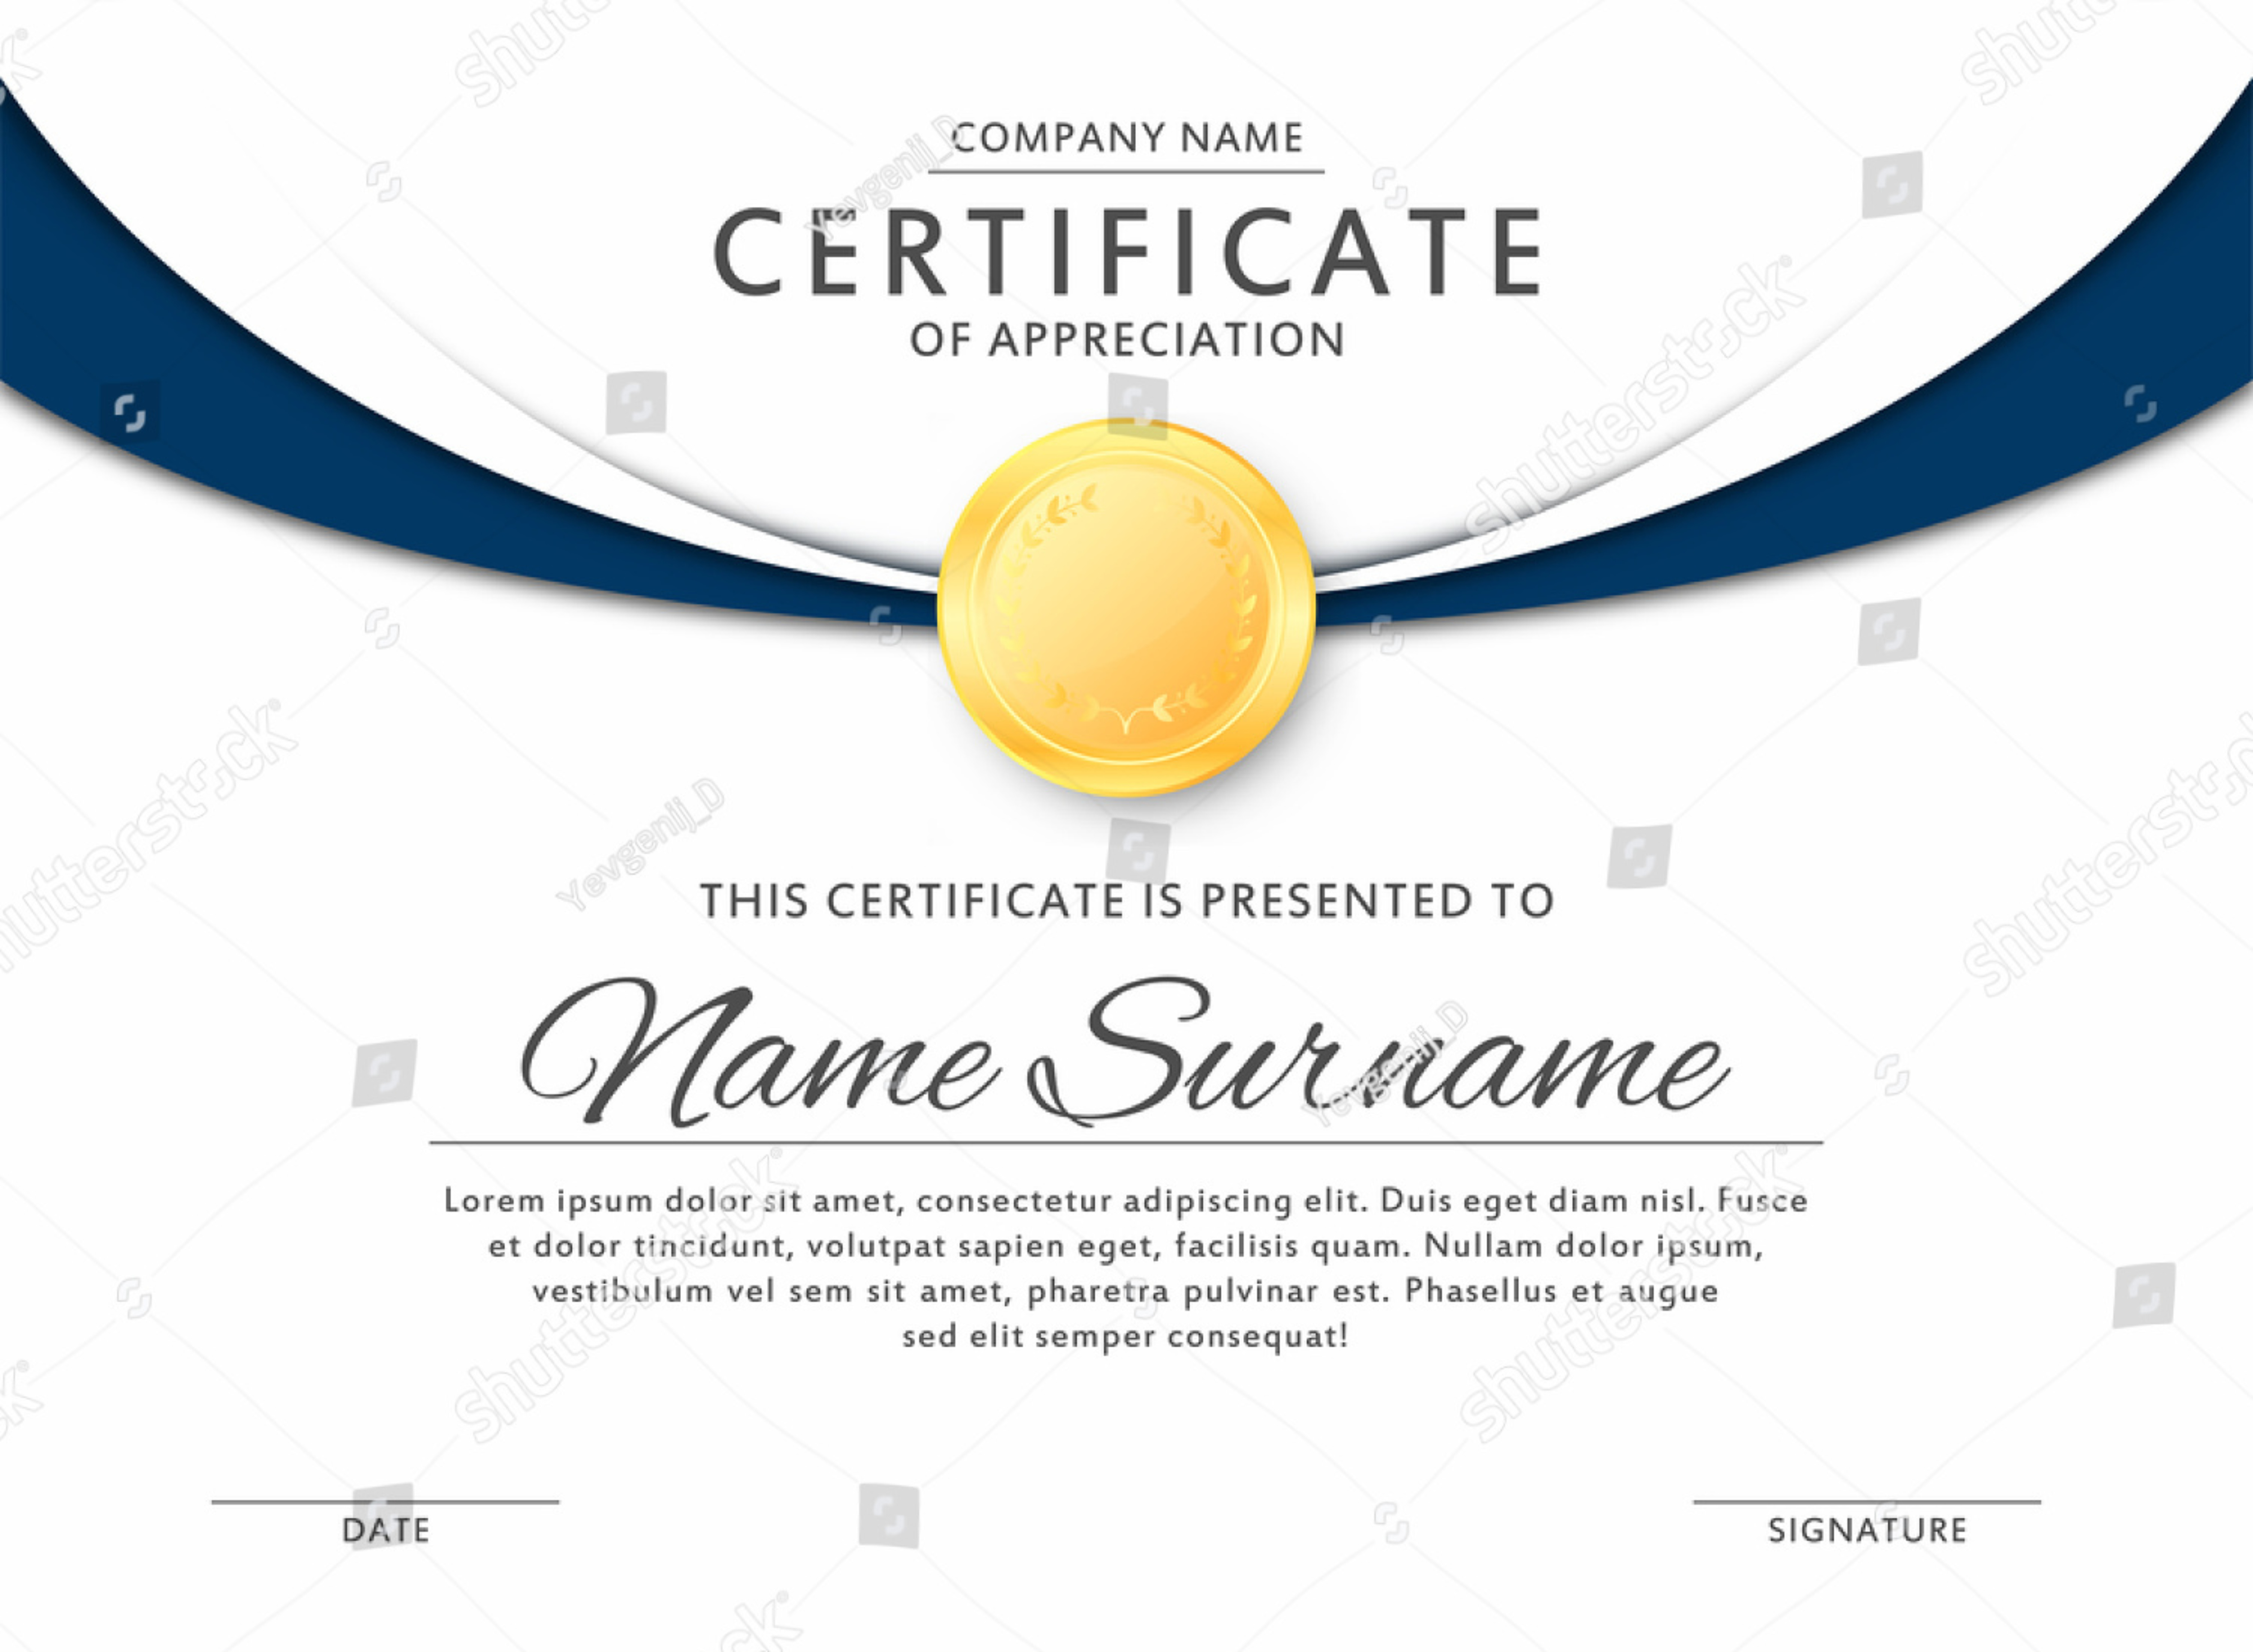 COMPANY NAME
CERTIFICATE
OF APPRECIATION
THIS CERTIFICATE IS PRESENTED TO
Name Surname
Lorem ipsum dolor sit amet, consectetur adipiscing elit. Duis eget diam nisl. Fusce
et dolor tincidunt, volutpat sapien eget, facilisis quam. Nullam dolor ipsum,
vestibulum vel sem sit amet, pharetra pulvinar est. Phasellus et augue
sed elit semper consequat!
DATE
SIGNATURE
shutterstock
Yevgenij_D